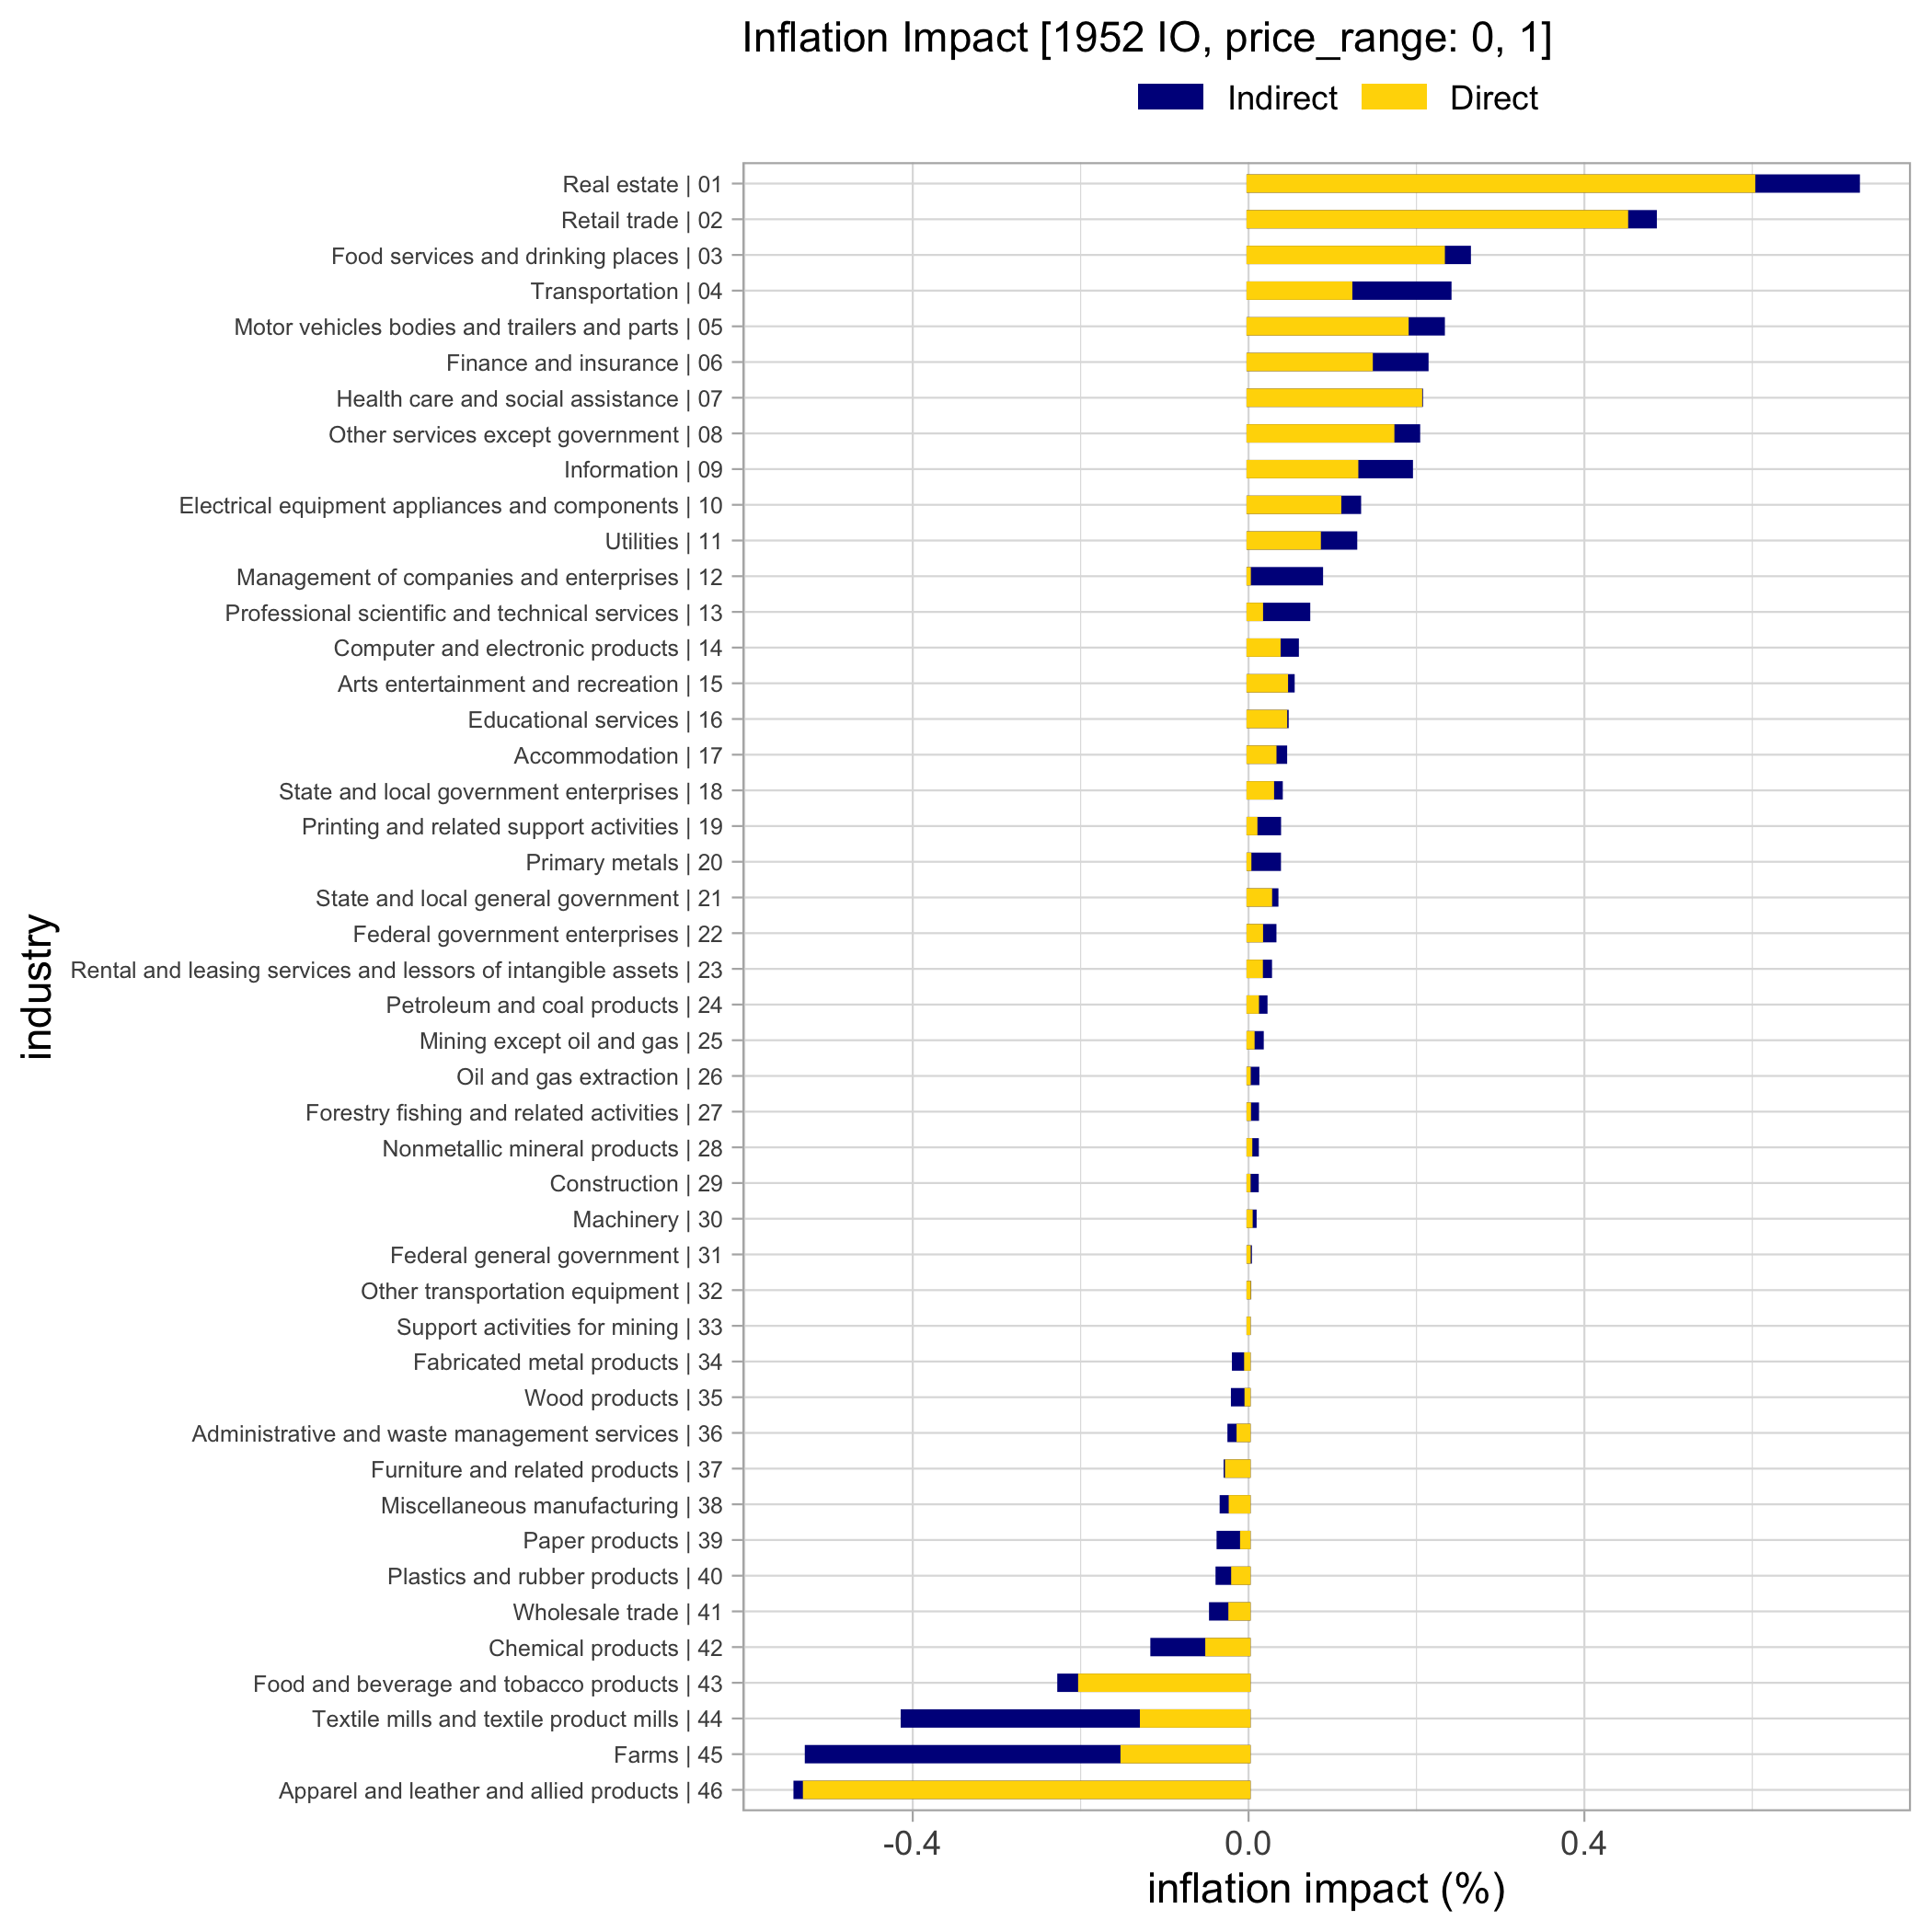 Inflation Impact [1952 IO, price_range: 0, 1]
Indirect Direct
Real estate | 01
Retail trade | 02
Food services and drinking places | 03
Transportation | 04
Motor vehicles bodies and trailers and parts | 05
Finance and insurance | 06
Health care and social assistance | 07
Other services except government | 08
Information | 09
Electrical equipment appliances and components | 10
Utilities | 11
Management of companies and enterprises | 12
Professional scientific and technical services | 13
Computer and electronic products | 14
Arts entertainment and recreation | 15
Educational services | 16
Accommodation | 17
State and local government enterprises | 18
Printing and related support activities | 19
Primary metals | 20
State and local general government | 21
Federal government enterprises | 22
Rental and leasing services and lessors of intangible assets | 23
Petroleum and coal products | 24
Mining except oil and gas | 25
Oil and gas extraction | 26
Forestry fishing and related activities | 27
Nonmetallic mineral products | 28
Construction | 29
Machinery | 30
Federal general government | 31
Other transportation equipment | 32
Support activities for mining | 33
Fabricated metal products | 34
Wood products | 35
Administrative and waste management services | 36
Furniture and related products | 37
Miscellaneous manufacturing | 38
Paper products | 39
Plastics and rubber products | 40
Wholesale trade | 41
Chemical products | 42
Food and beverage and tobacco products | 43
Textile mills and textile product mills | 44
Farms | 45
Apparel and leather and allied products | 46
industry
-0.4 0.0 0.4
inflation impact (%)